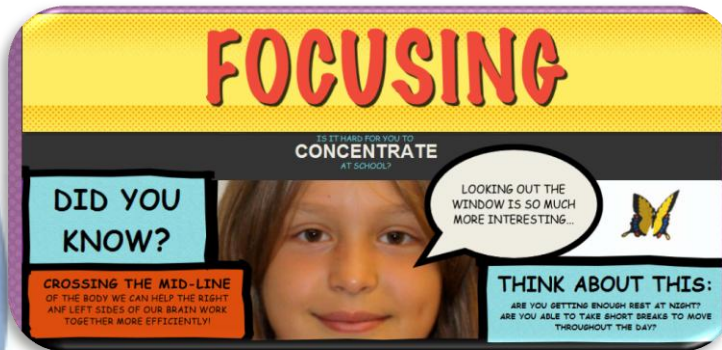 FOCUSING
IS IT HARD FOR YOU TO
CONCENTRATE
AT SCHOOL?
DID YOU
KNOW?
CROSSING THE MID-LINE
OF THE BODY WE CAN HELP THE RIGHT
ANF LEFT SIDES OF OUR BRAIN WORK
TOGETHER MORE EFFICIENTLY!
LOOKING OUT THE
WINDOW IS SO MUCH
MORE INTERESTING...
THINK ABOUT THIS:
ARE YOU GETTING ENOUGH REST AT NIGHT?
ARE YOU ABLE TO TAKE SHORT BREAKS TO MOVE
THROUGHOUT THE DAY?